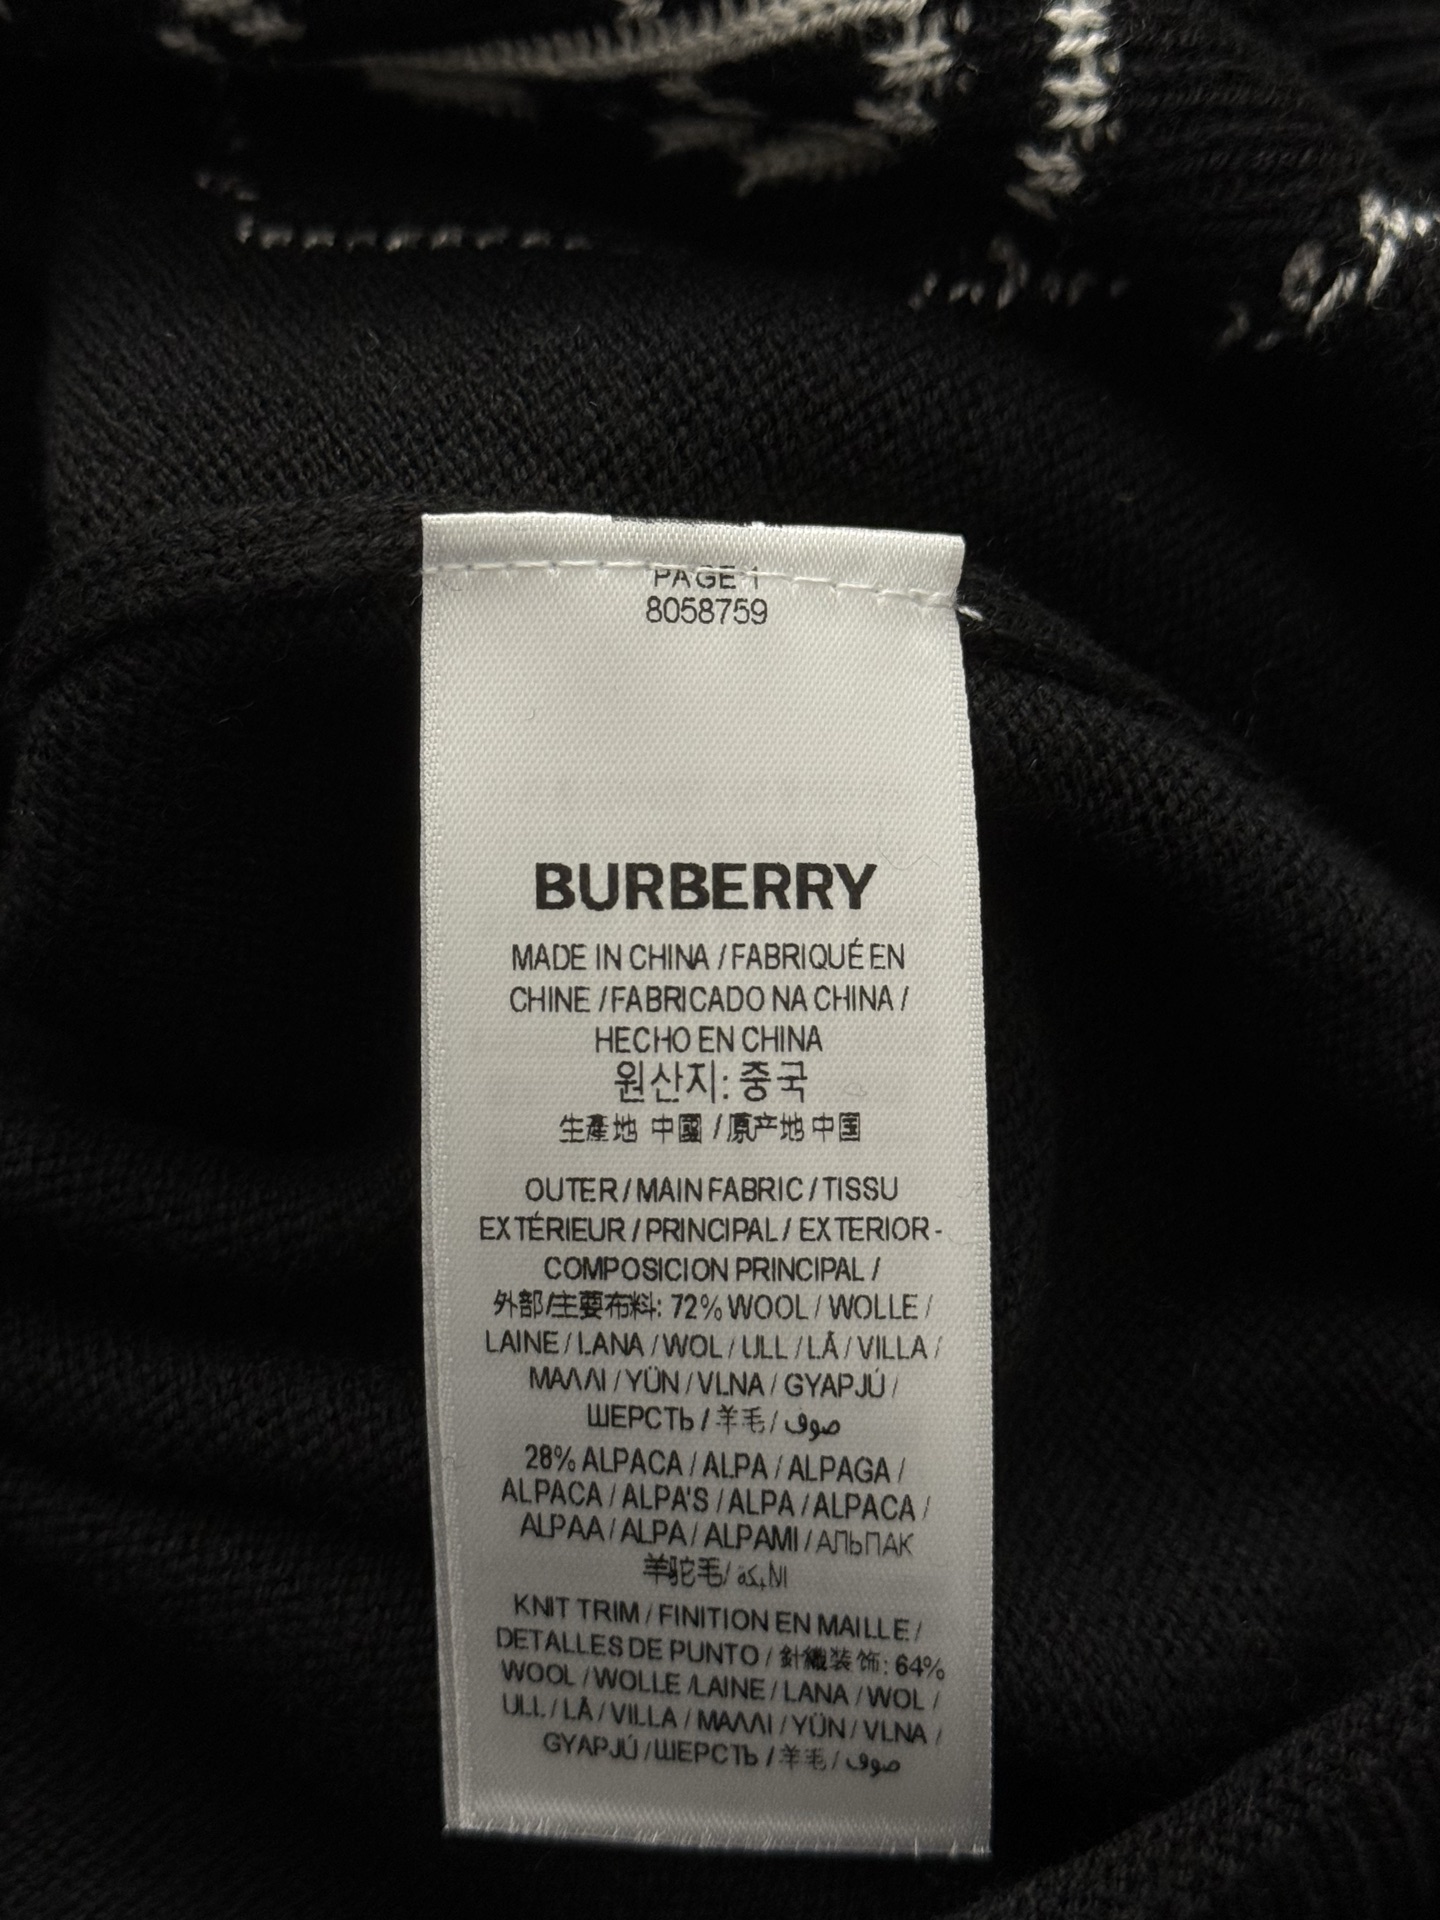 PAGE 1
8058759
BURBERRY
MADE IN CHINA / FABRIQUÉ EN
CHINE / FABRICADO NA CHINA /
HECHO EN CHINA
원산지: 중국
生產地 中國 / 原产地 中国
OUTER / MAIN FABRIC / TISSU
EXTÉRIEUR / PRINCIPAL / EXTERIOR -
COMPOSICION PRINCIPAL /
外部/主要布料: 72% WOOL / WOLLE /
LAINE / LANA / WOL / ULL / LÃ / VILLA /
ΜΑΛΛΙ / YÜN / VLNA / GYAPJÚ /
ШЕРСТЬ / 羊毛 / صوف
28% ALPACA / ALPA / ALPAGA /
ALPACA / ALPA'S / ALPA / ALPACA /
ALPAA / ALPA / ALPAMI / АЛЬПАК
羊驼毛/
KNIT TRIM / FINITION EN MAILLE /
DETALLES DE PUNTO / 針織装饰: 64%
WOOL / WOLLE /LAINE / LANA / WOL /
ULL / LÃ / VILLA / ΜΑΛΛΙ / YÜN / VLNA /
GYAPJÚ / ШЕРСТЬ / 羊毛 / صوف